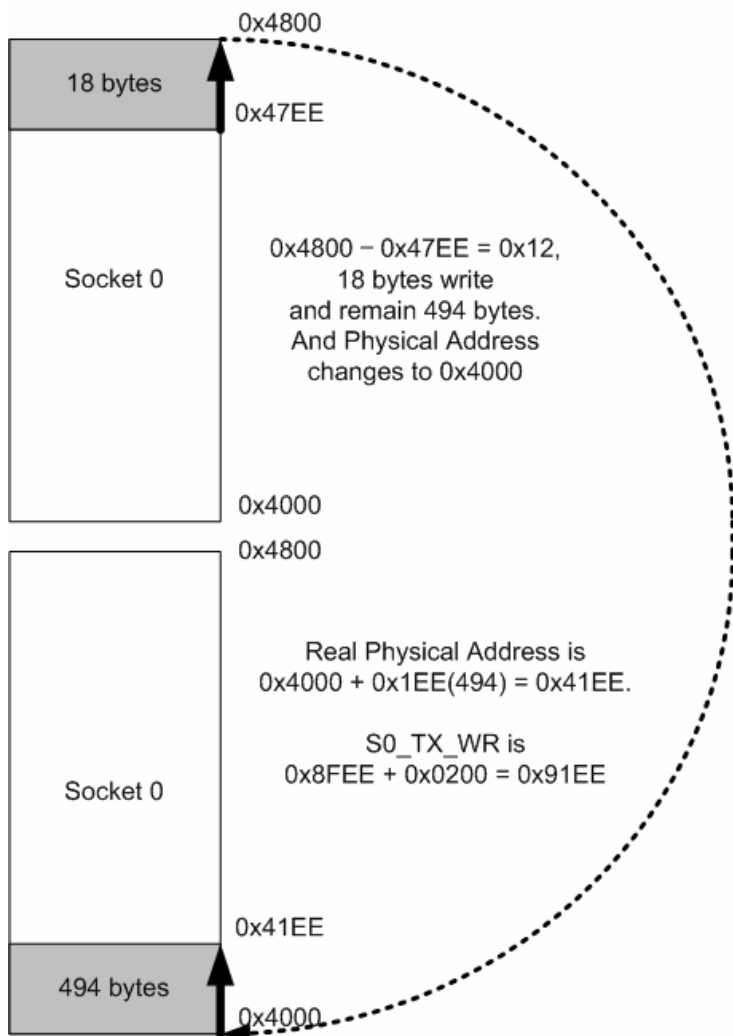 0x4800
18 bytes
0x47EE
Socket 0
0x4800 − 0x47EE = 0x12,
18 bytes write
and remain 494 bytes.
And Physical Address
changes to 0x4000
0x4000
0x4800
Real Physical Address is
0x4000 + 0x1EE(494) = 0x41EE.
S0_TX_WR is
0x8FEE + 0x0200 = 0x91EE
Socket 0
0x41EE
494 bytes
0x4000